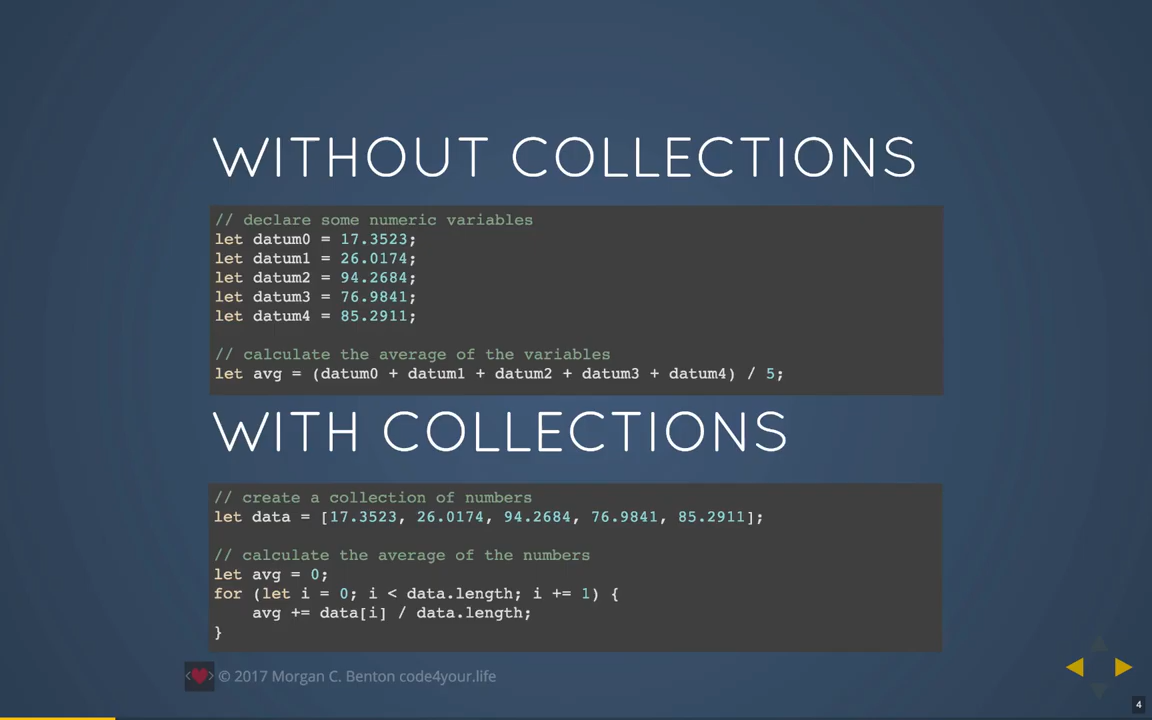 WITHOUT COLLECTIONS
// declare some numeric variables
let datum0 = 17.3523;
let datum1 = 26.0174;
let datum2 = 94.2684;
let datum3 = 76.9841;
let datum4 = 85.2911;
// calculate the average of the variables
let avg = (datum0 + datum1 + datum2 + datum3 + datum4) / 5;
WITH COLLECTIONS
// create a collection of numbers
let data = [17.3523, 26.0174, 94.2684, 76.9841, 85.2911];
// calculate the average of the numbers
let avg = 0;
for (let i = 0; i < data.length; i += 1) {
    avg += data[i] / data.length;
}
<❤> © 2017 Morgan C. Benton code4your.life
4